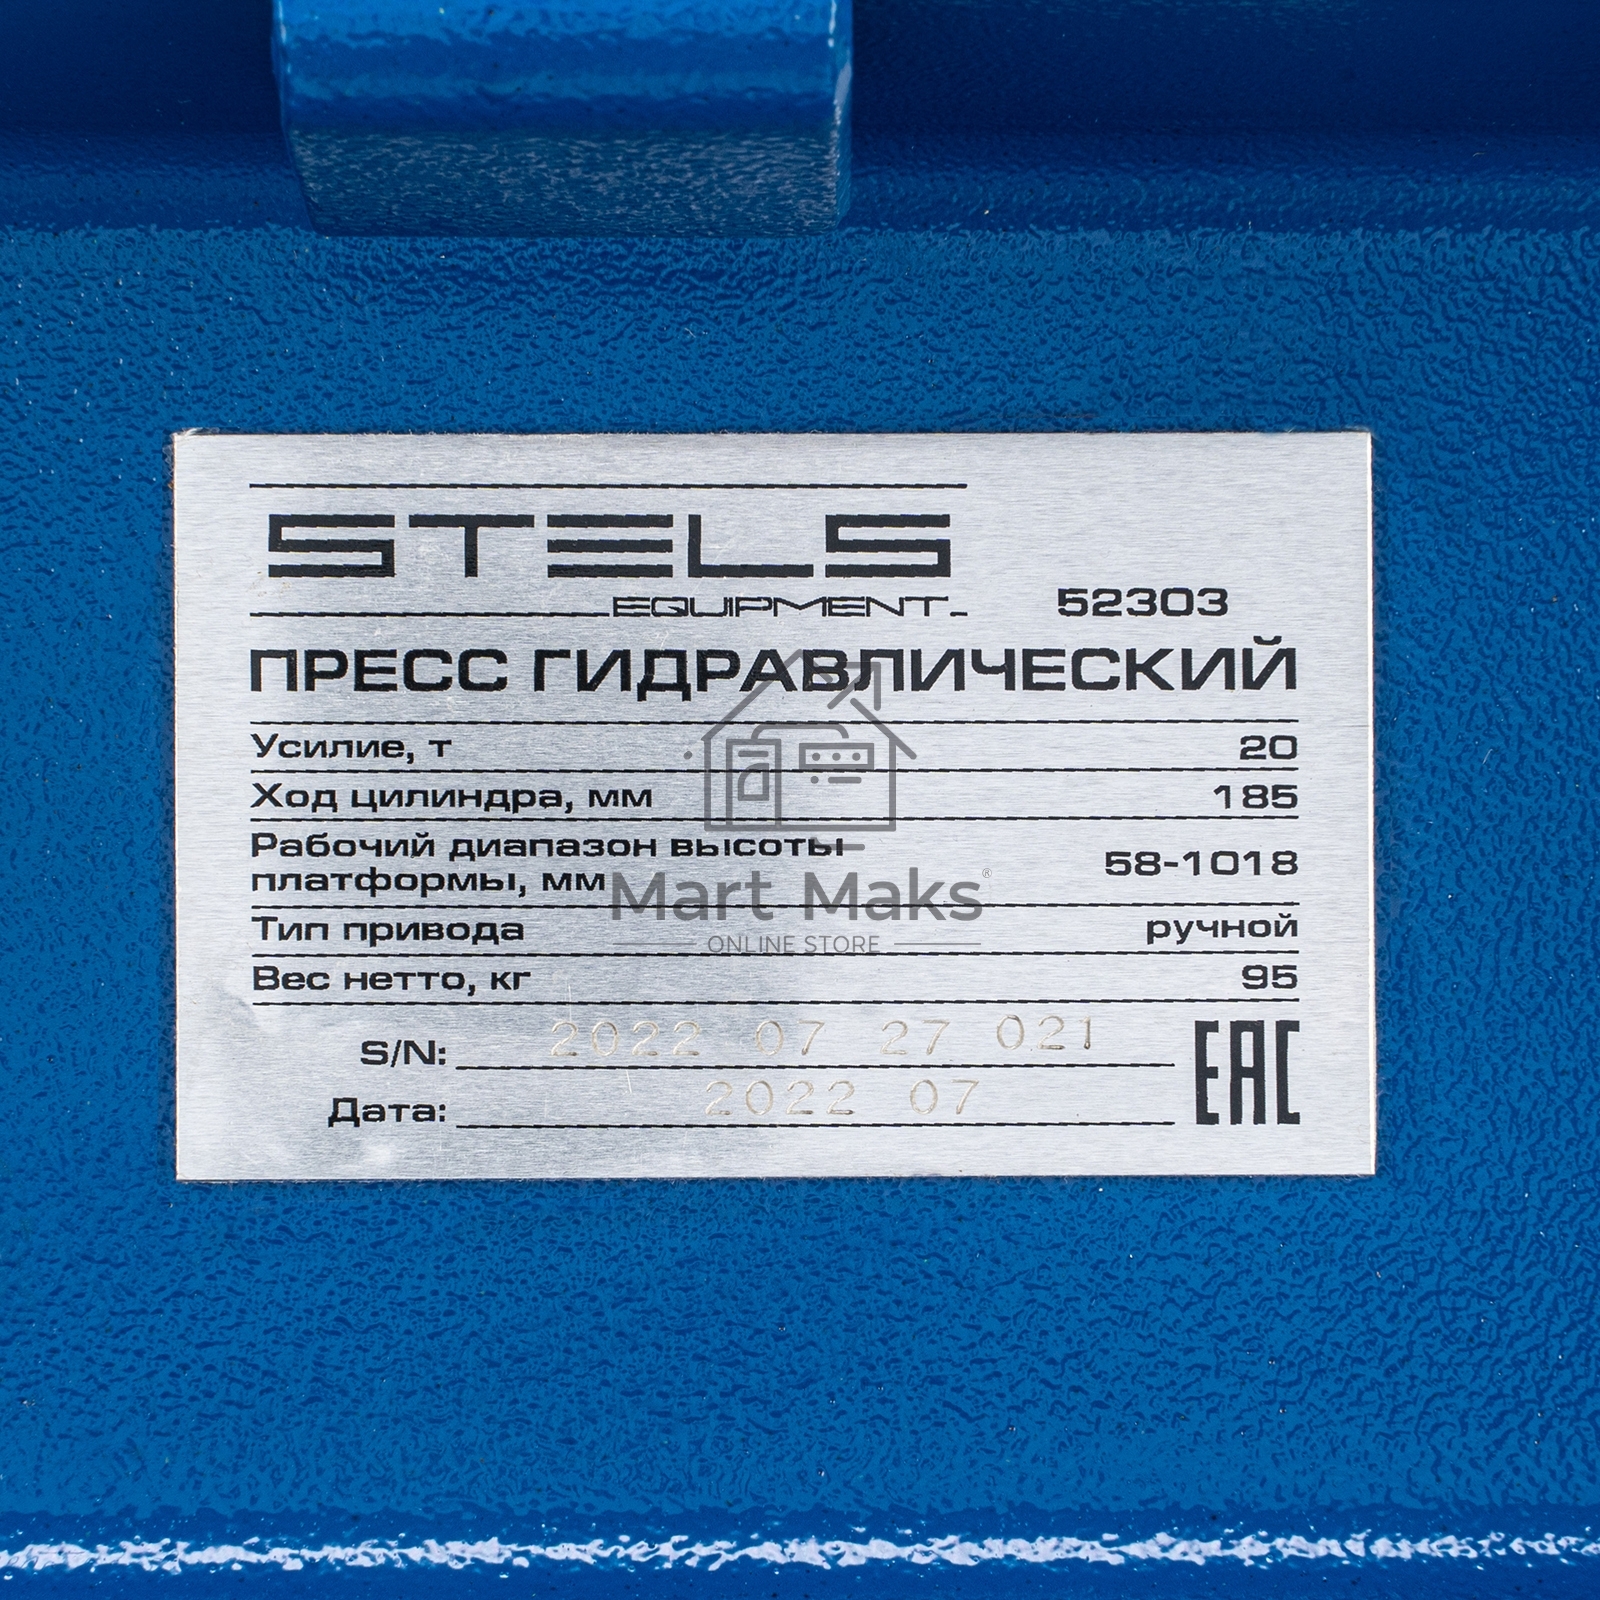 STELS
EQUIPMENT 52303
ПРЕСС ГИДРАВЛИЧЕСКИЙ
Усилие, т 20
Ход цилиндра, мм 185
Рабочий диапазон высоты
платформы, мм 58-1018
Mart Maks®
Тип привода ручной
ONLINE STORE
Вес нетто, кг 95
S/N: 2022 07 27 021
Дата: 2022 07
EAC